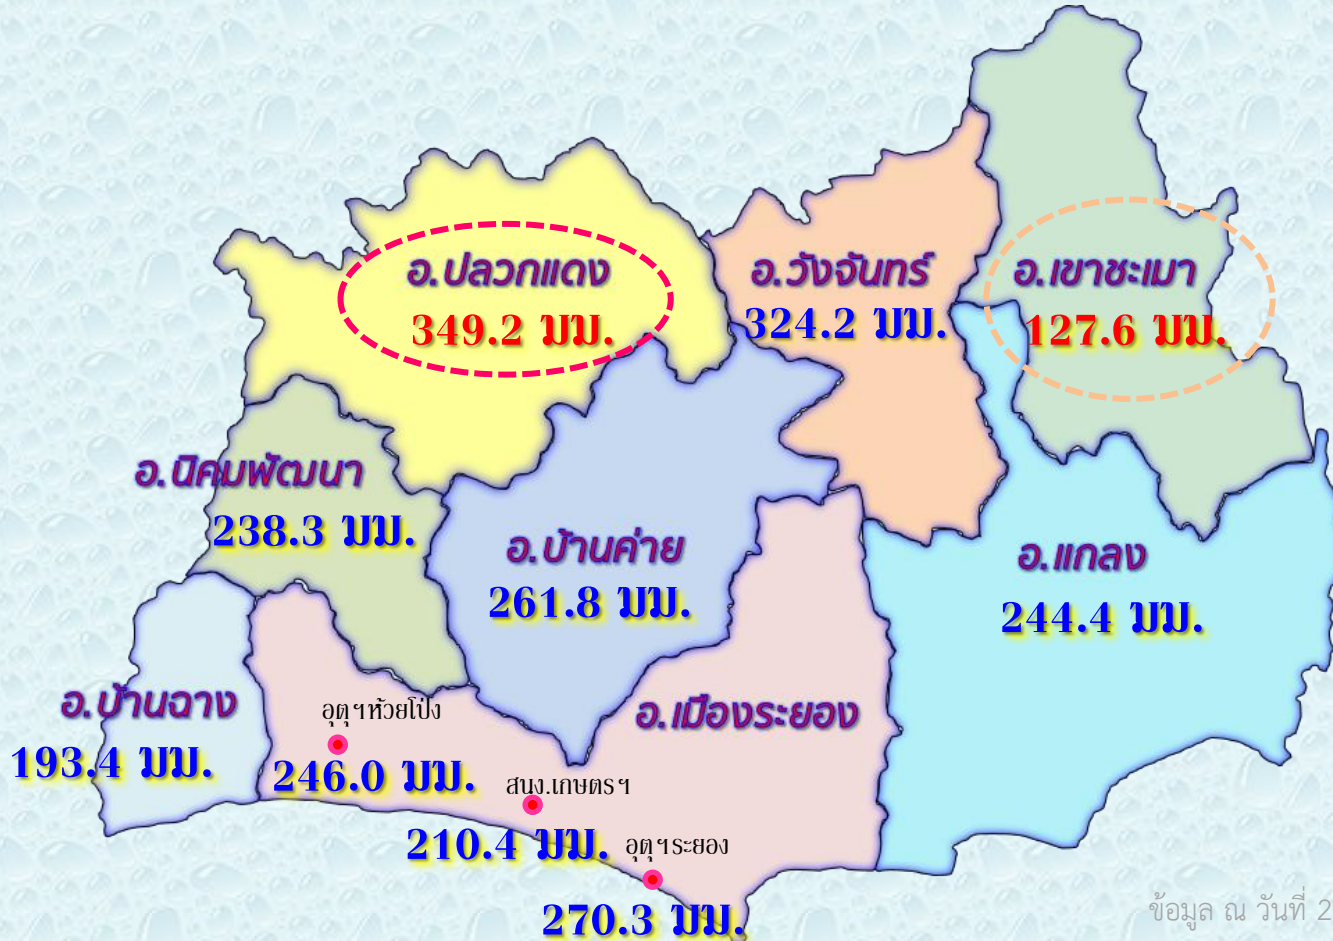 อ.ปลวกแดง
349.2 มม.
อ.วังจันทร์
324.2 มม.
อ.เขาชะเมา
127.6 มม.
อ.นิคมพัฒนา
238.3 มม.
อ.บ้านค่าย
261.8 มม.
อ.แกลง
244.4 มม.
อ.บ้านฉาง
193.4 มม.
อ.เมืองระยอง
อุตุฯห้วยโป่ง
246.0 มม.
สนง.เกษตรฯ
210.4 มม.
อุตุฯระยอง
270.3 มม.
ข้อมูล ณ วันที่ 2